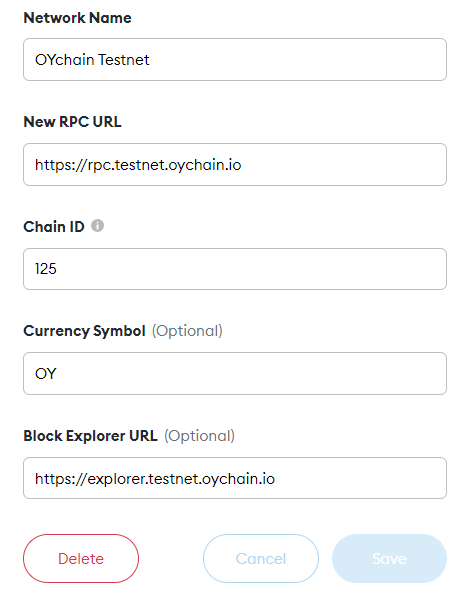 Network Name
OYchain Testnet
New RPC URL
https://rpc.testnet.oychain.io
Chain ID
125
Currency Symbol (Optional)
OY
Block Explorer URL (Optional)
https://explorer.testnet.oychain.io
Delete Cancel Save